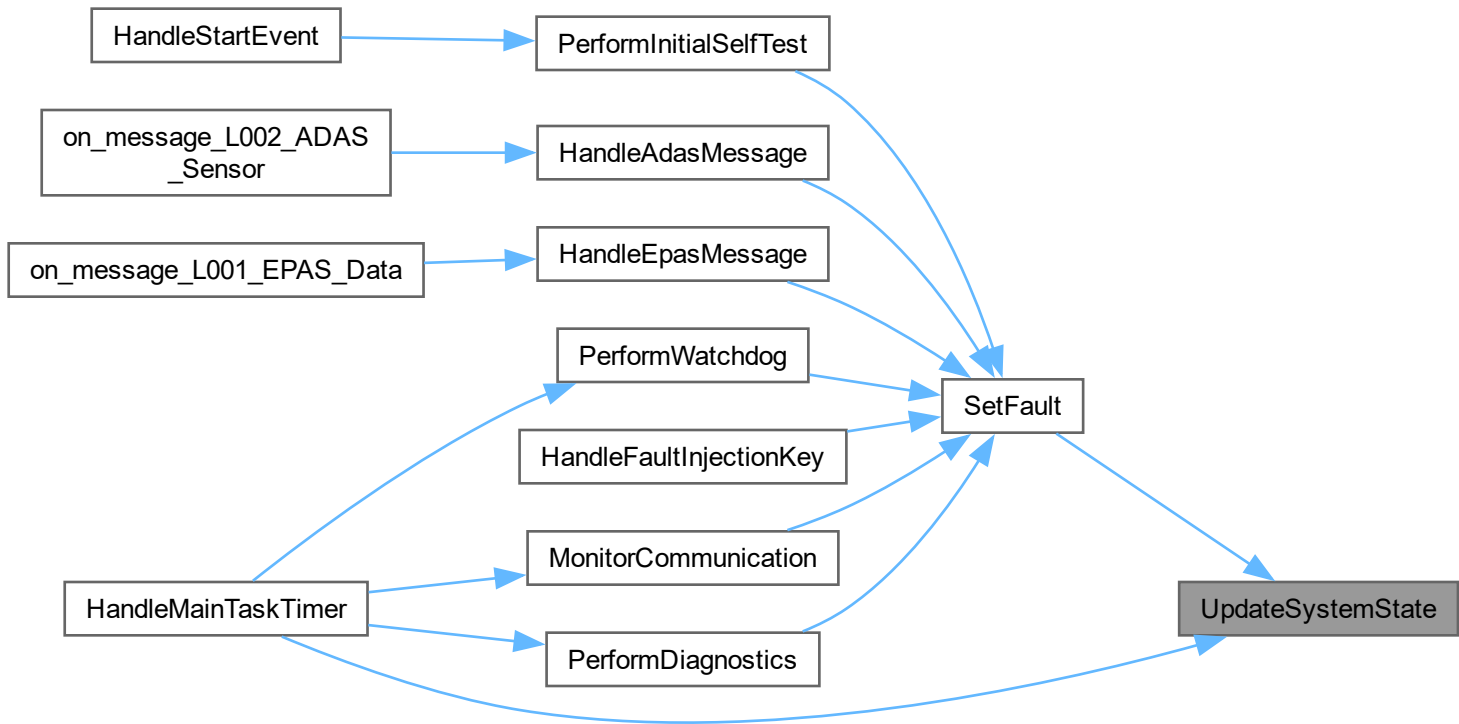 HandleStartEvent
PerformInitialSelfTest
on_message_L002_ADAS
_Sensor
HandleAdasMessage
on_message_L001_EPAS_Data
HandleEpasMessage
PerformWatchdog
SetFault
HandleFaultInjectionKey
MonitorCommunication
HandleMainTaskTimer
UpdateSystemState
PerformDiagnostics